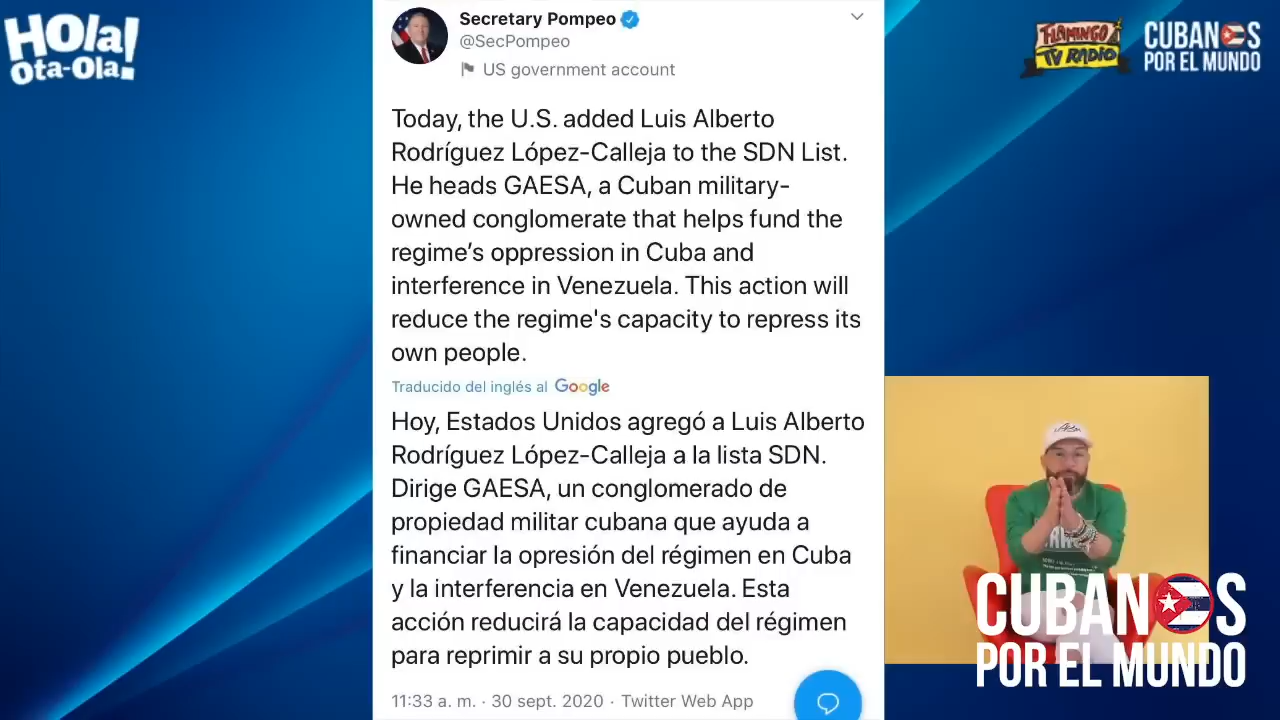 Hola!
Ota-Ola!
Secretary Pompeo
@SecPompeo
US government account
FLAMINGO
TV RADIO
CUBANOS
POR EL MUNDO
Today, the U.S. added Luis Alberto
Rodríguez López-Calleja to the SDN List.
He heads GAESA, a Cuban military-
owned conglomerate that helps fund the
regime’s oppression in Cuba and
interference in Venezuela. This action will
reduce the regime's capacity to repress its
own people.
Traducido del inglés al Google
Hoy, Estados Unidos agregó a Luis Alberto
Rodríguez López-Calleja a la lista SDN.
Dirige GAESA, un conglomerado de
propiedad militar cubana que ayuda a
financiar la opresión del régimen en Cuba
y la interferencia en Venezuela. Esta
acción reducirá la capacidad del régimen
para reprimir a su propio pueblo.
11:33 a. m. · 30 sept. 2020 · Twitter Web App
CUBANOS
POR EL MUNDO